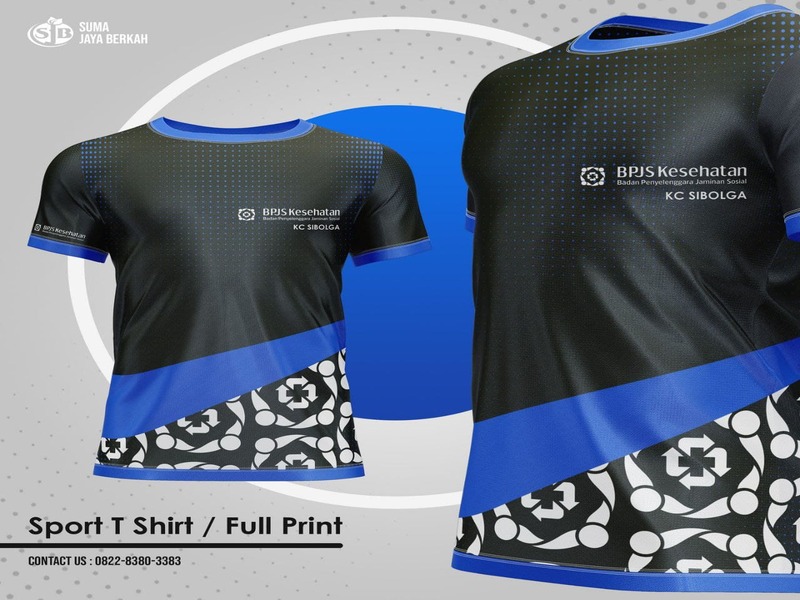 SJB
SUMA
JAYA BERKAH
BPJS Kesehatan
Badan Penyelenggara Jaminan Sosial
KC SIBOLGA
BPJS Kesehatan
Badan Penyelenggara Jaminan Sosial
KC SIBOLGA
BPJS Kesehatan
Sport T Shirt / Full Print
CONTACT US : 0822-8380-3383